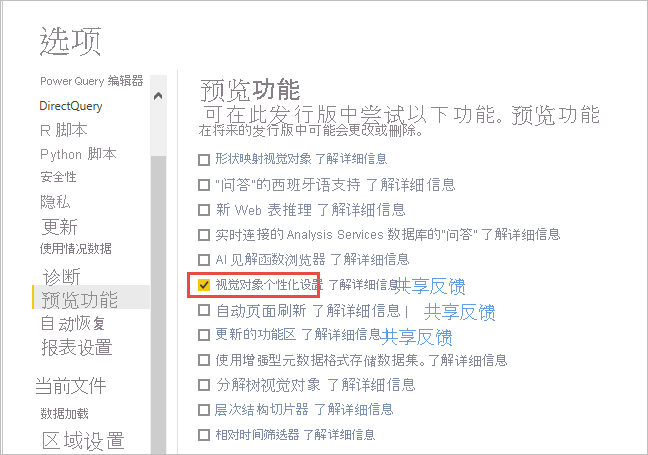 选项
Power Query 编辑器
DirectQuery
R 脚本
Python 脚本
安全性
隐私
更新
使用情况数据
诊断
预览功能
自动恢复
报表设置
当前文件
数据加载
区域设置
预览功能
可在此发行版中尝试以下功能。预览功能
在将来的发行版中可能会更改或删除。
形状映射视觉对象 了解详细信息
"问答"的西班牙语支持 了解详细信息
新 Web 表推理 了解详细信息
实时连接的 Analysis Services 数据库的"问答" 了解详细信息
AI 见解函数浏览器 了解详细信息
视觉对象个性化设置 了解详细信息 共享反馈
自动页面刷新 了解详细信息 | 共享反馈
更新的功能区 了解详细信息 共享反馈
使用增强型元数据格式存储数据集。了解详细信息
分解树视觉对象 了解详细信息
层次结构切片器 了解详细信息
相对时间筛选器 了解详细信息